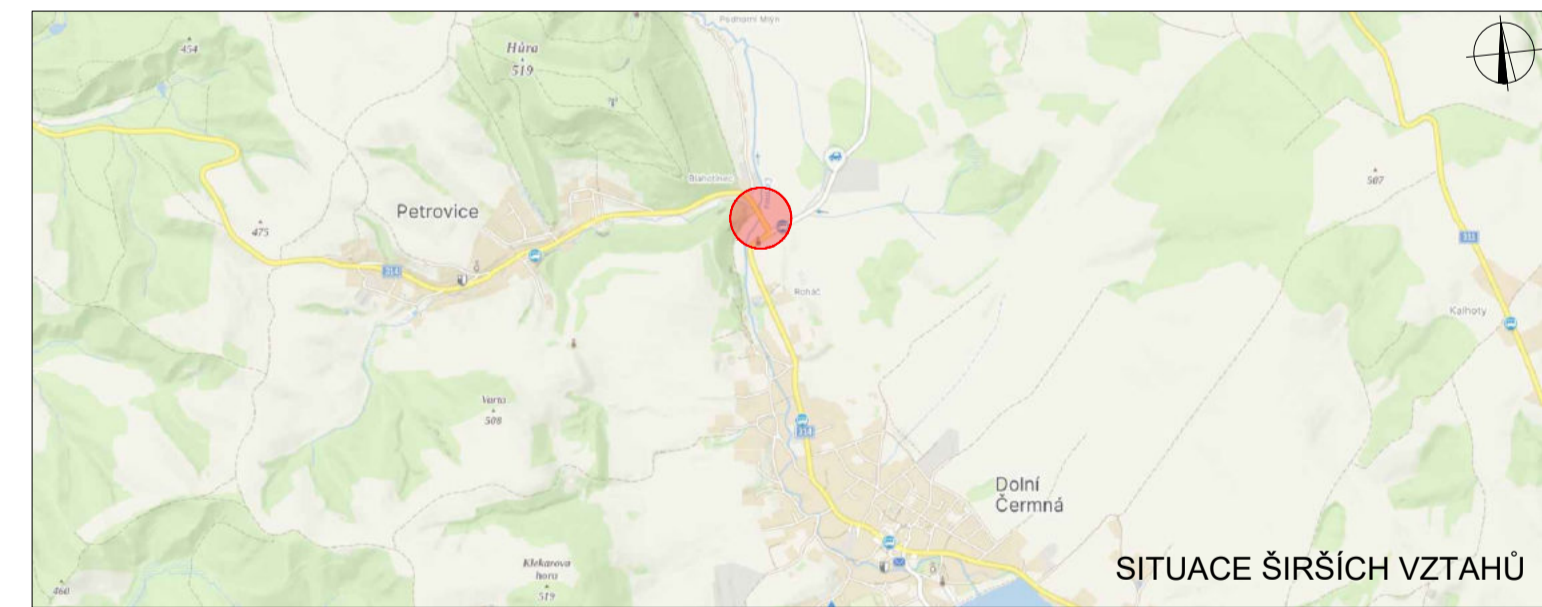 Podhorní Mlýn
454
Hůra
519
507
Blahotínec
Petrovice
475
314
311
Roháč
Kalhoty
Varta
508
314
Dolní
Čermná
Klekarova
hora
519
460
SITUACE ŠIRŠÍCH VZTAHŮ